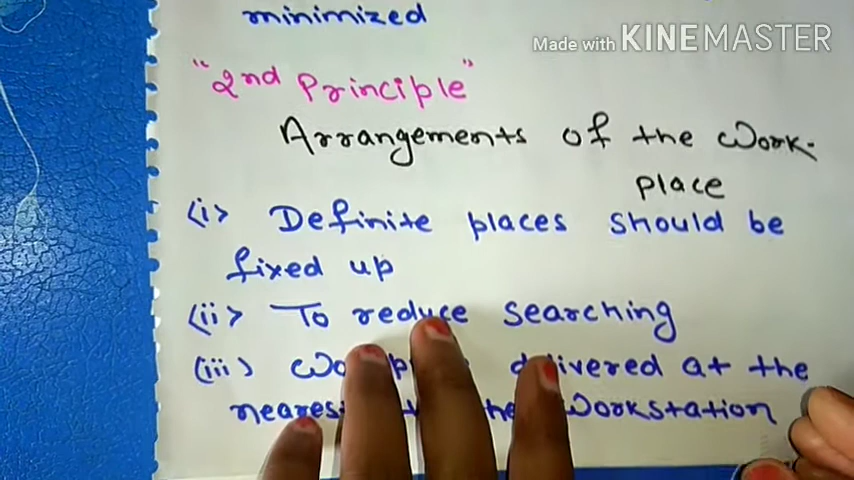 minimized
Made with KINEMASTER
"2nd Principle"
Arrangements of the Work-
place
(i) Definite places should be
fixed up
(ii) To reduce searching
(iii) delivered at the
workstation